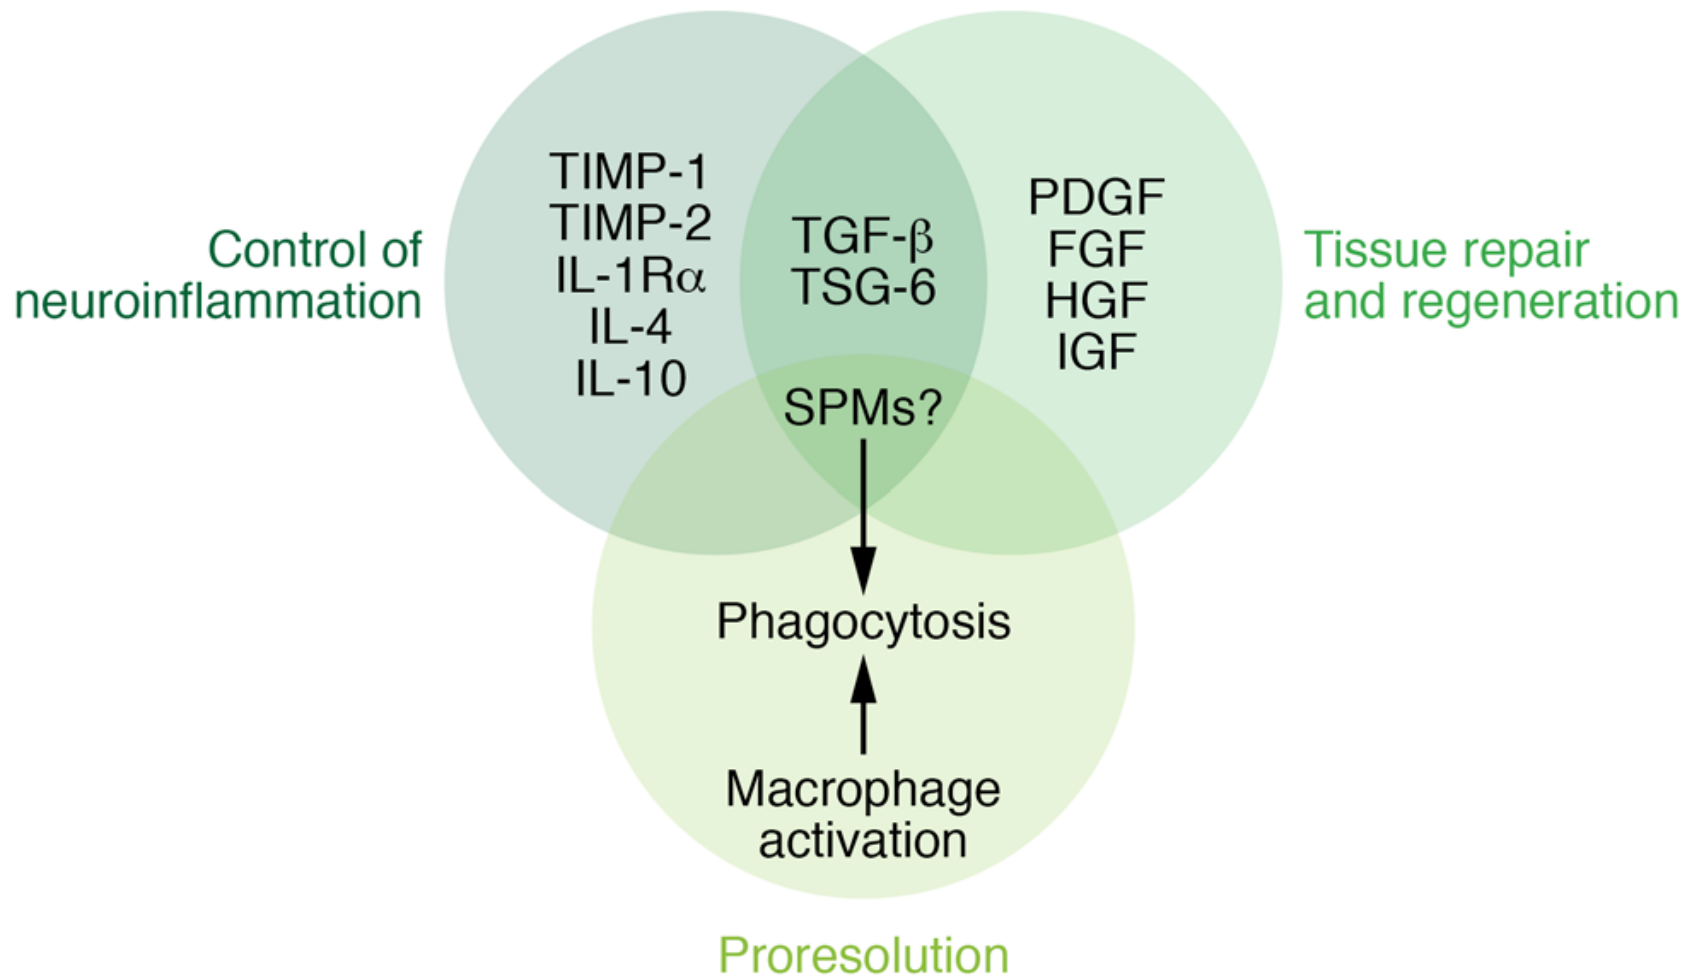 Control of
neuroinflammation
TIMP-1
TIMP-2
IL-1Rα
IL-4
IL-10
TGF-β
TSG-6
PDGF
FGF
HGF
IGF
Tissue repair
and regeneration
SPMs?
Phagocytosis
Macrophage
activation
Proresolution